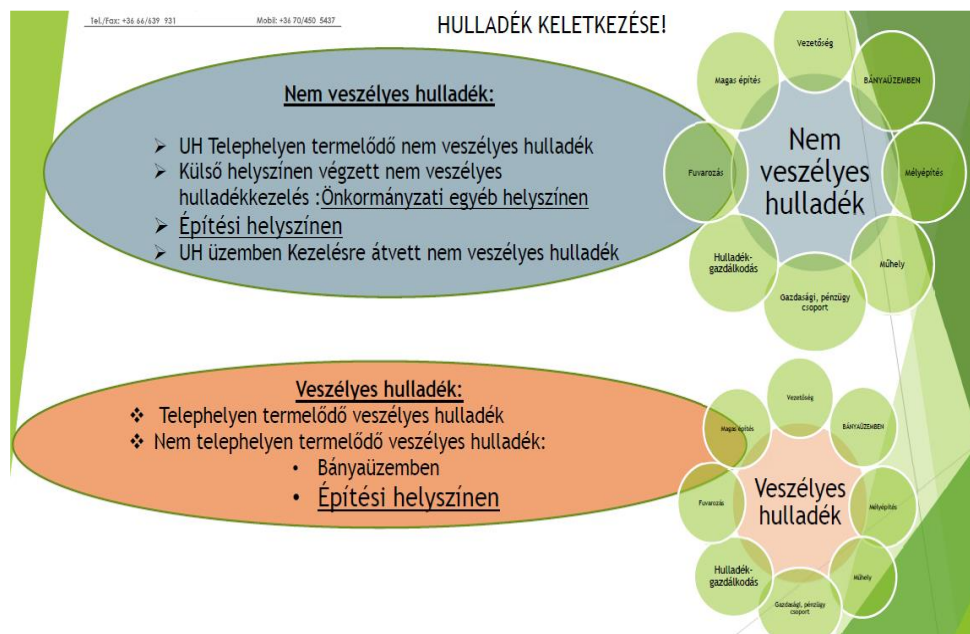 Tel./Fax: +36 66/639 931 Mobil: +36 70/450 5437
HULLADÉK KELETKEZÉSE!
Nem veszélyes hulladék:
➢ UH Telephelyen termelődő nem veszélyes hulladék
➢ Külső helyszínen végzett nem veszélyes
hulladékkezelés :Önkormányzati egyéb helyszínen
➢ Építési helyszínen
➢ UH üzemben Kezelésre átvett nem veszélyes hulladék
Nem
veszélyes
hulladék
Vezetőség
BÁNYAÜZEMBEN
Mélyépítés
Műhely
Gazdasági, pénzügy
csoport
Hulladék-
gazdálkodás
Fuvarozás
Magas építés
Veszélyes hulladék:
❖ Telephelyen termelődő veszélyes hulladék
❖ Nem telephelyen termelődő veszélyes hulladék:
• Bányaüzemben
• Építési helyszínen
Veszélyes
hulladék
Vezetőség
BÁNYAÜZEMBEN
Mélyépítés
Műhely
Gazdasági, pénzügy
csoport
Hulladék-
gazdálkodás
Fuvarozás
Magas építés